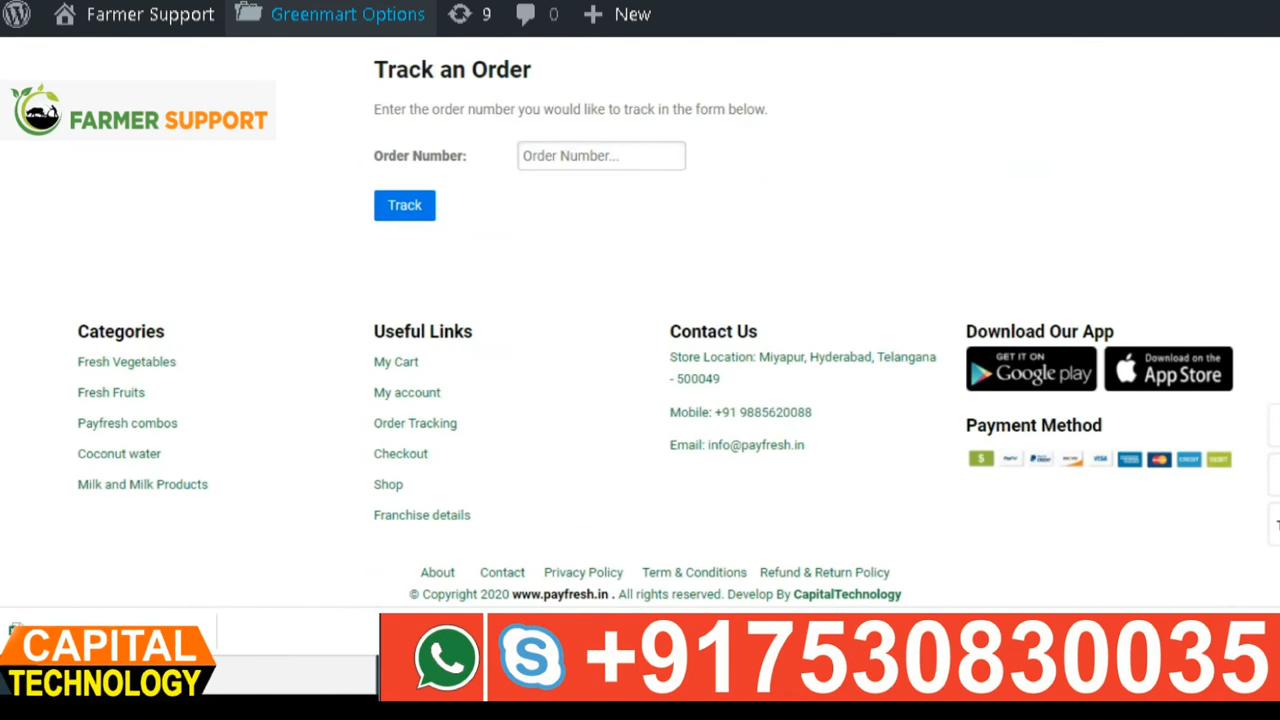 Farmer Support Greenmart Options 9 0 New
FARMER SUPPORT
Track an Order
Enter the order number you would like to track in the form below.
Order Number: Order Number...
Track
Categories
Fresh Vegetables
Fresh Fruits
Payfresh combos
Coconut water
Milk and Milk Products
Useful Links
My Cart
My account
Order Tracking
Checkout
Shop
Franchise details
Contact Us
Store Location: Miyapur, Hyderabad, Telangana
- 500049
Mobile: +91 9885620088
Email: info@payfresh.in
Download Our App
GET IT ON
Google play
Download on the
App Store
Payment Method
About Contact Privacy Policy Term & Conditions Refund & Return Policy
© Copyright 2020 www.payfresh.in . All rights reserved. Develop By CapitalTechnology
CAPITAL
TECHNOLOGY
+917530830035